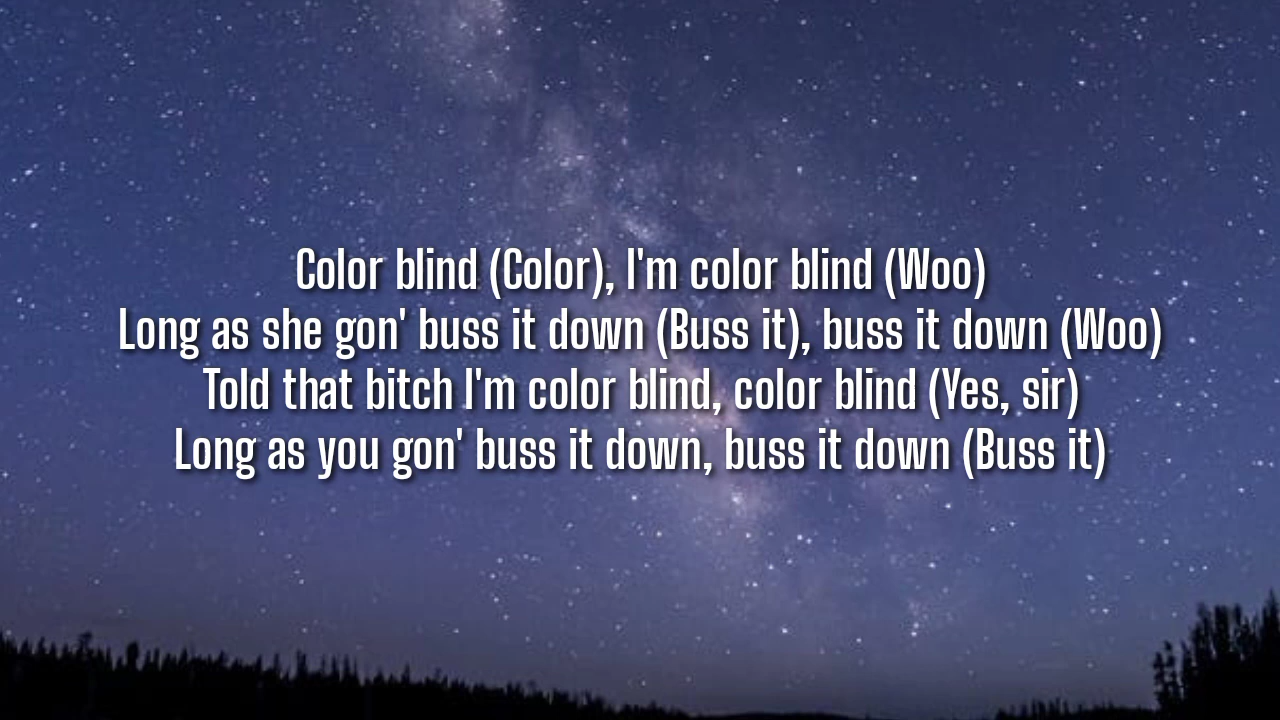 Color blind (Color), I'm color blind (Woo)
Long as she gon' buss it down (Buss it), buss it down (Woo)
Told that bitch I'm color blind, color blind (Yes, sir)
Long as you gon' buss it down, buss it down (Buss it)